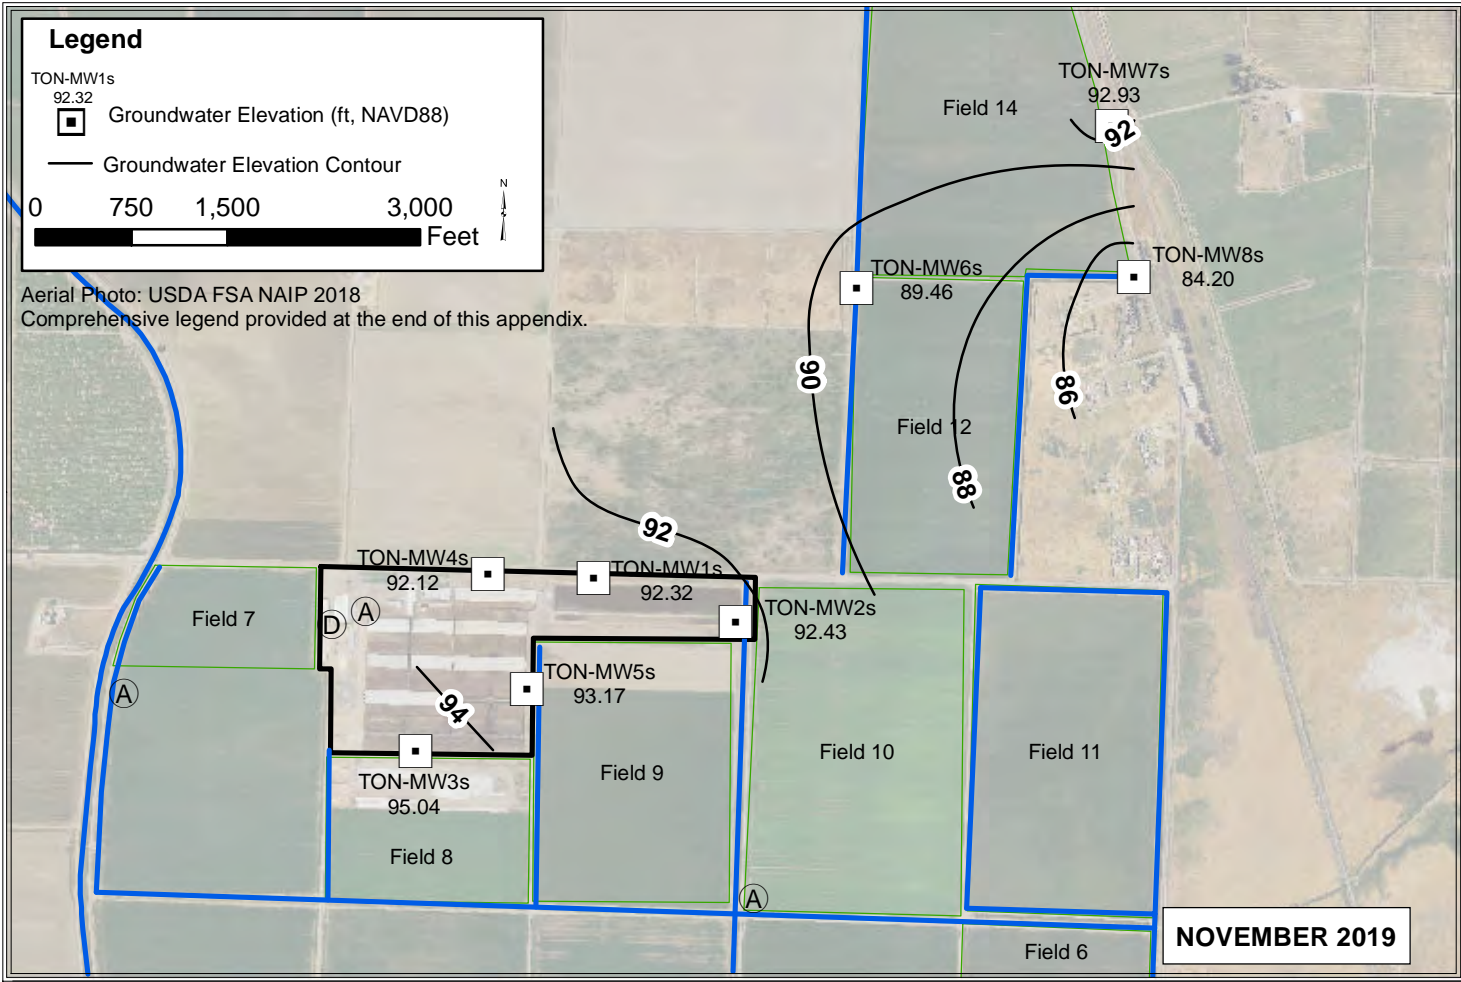 Legend
TON-MW1s
92.32
Groundwater Elevation (ft, NAVD88)
Groundwater Elevation Contour
N
0 750 1,500 3,000
Feet
Aerial Photo: USDA FSA NAIP 2018
Comprehensive legend provided at the end of this appendix.
TON-MW7s
92.93
92
Field 14
TON-MW6s
89.46
TON-MW8s
84.20
90
86
Field 12
88
92
TON-MW4s
92.12
TON-MW1s
92.32
TON-MW2s
92.43
Field 7
D
A
A
TON-MW5s
93.17
94
TON-MW3s
95.04
Field 8
Field 9
Field 10
Field 11
A
Field 6
NOVEMBER 2019